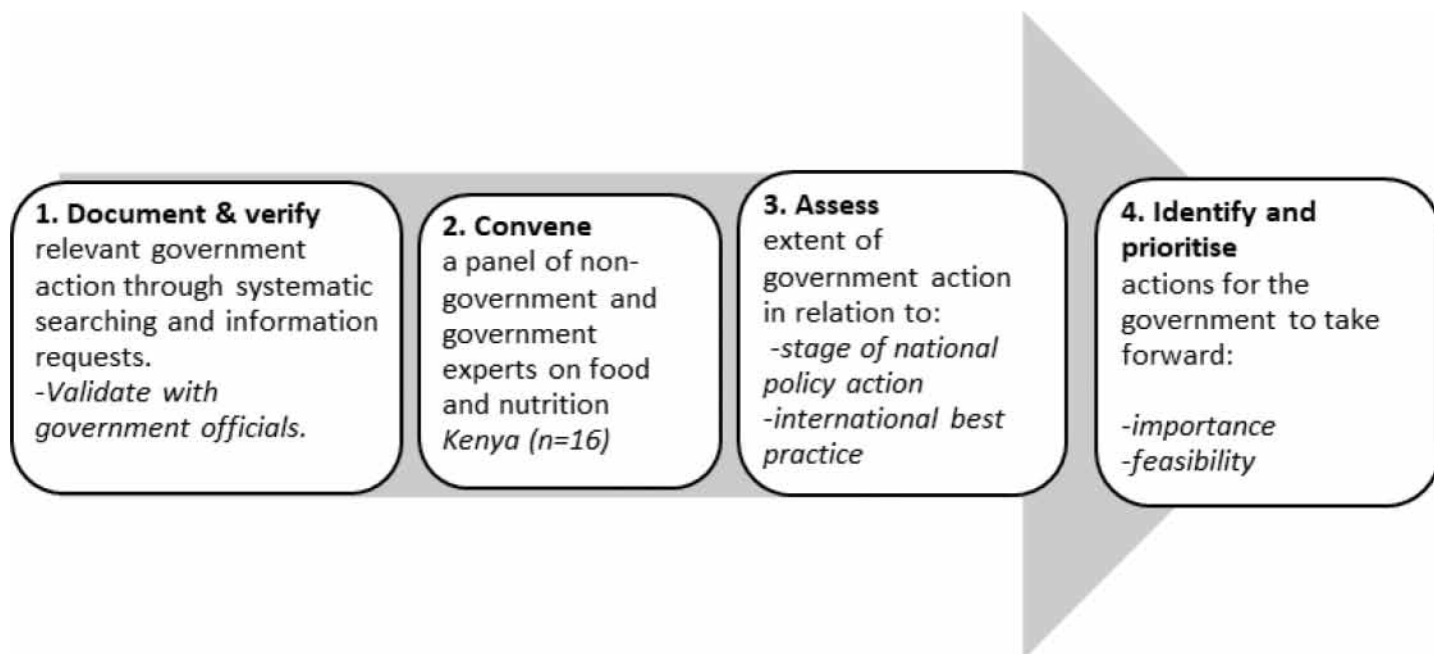 1. Document & verify
relevant government
action through systematic
searching and information
requests.
-Validate with
government officials.
2. Convene
a panel of non-
government and
government
experts on food
and nutrition
Kenya (n=16)
3. Assess
extent of
government action
in relation to:
-stage of national
policy action
-international best
practice
4. Identify and
prioritise
actions for the
government to take
forward:
-importance
-feasibility